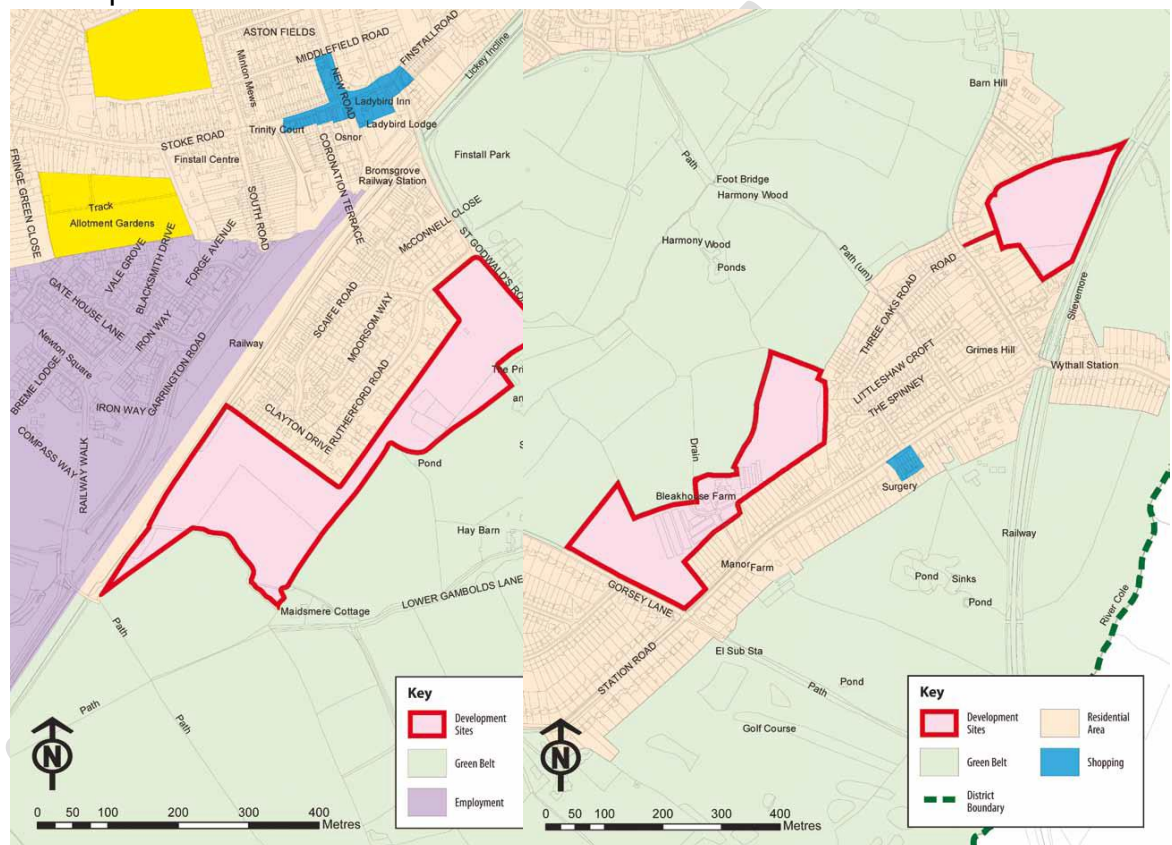 ASTON FIELDS
MIDDLEFIELD ROAD
FINSTALL ROAD
Lickey Incline
Minton Mews
NEW ROAD
Ladybird Inn
Trinity Court
Ladybird Lodge
Osnor
STOKE ROAD
Finstall Centre
CORONATION TERRACE
Finstall Park
Bromsgrove
Railway Station
FRINGE GREEN CLOSE
Track
Allotment Gardens
SOUTH ROAD
McCONNELL CLOSE
VALE GROVE
BLACKSMITH DRIVE
FORGE AVENUE
GATE HOUSE LANE
IRON WAY
SCAIFE ROAD
MOORSOM WAY
Newton Square
Railway
GARRINGTON ROAD
RUTHERFORD ROAD
BREME LODGE
IRON WAY
CLAYTON DRIVE
COMPASS WAY
RAILWAY WALK
Pond
Hay Barn
Maidsmere Cottage
LOWER GAMBOLDS LANE
Path
Path
Path
Key
Development
Sites
Green Belt
Employment
N
0 100 200 300 400
Metres
Barn Hill
Path
Foot Bridge
Harmony Wood
Harmony Wood
Ponds
Path (um)
ROAD
THREE OAKS ROAD
Slievemore
Grimes Hill
LITTLESHAW CROFT
Wythall Station
THE SPINNEY
Drain
Surgery
Bleakhouse Farm
Railway
Manor Farm
Pond
Sinks
Pond
GORSEY LANE
River Cole
El Sub Sta
STATION ROAD
Path
Pond
Golf Course
Key
Development
Sites
Residential
Area
Green Belt
Shopping
District
Boundary
N
0 50 100 200 300 400
Metres